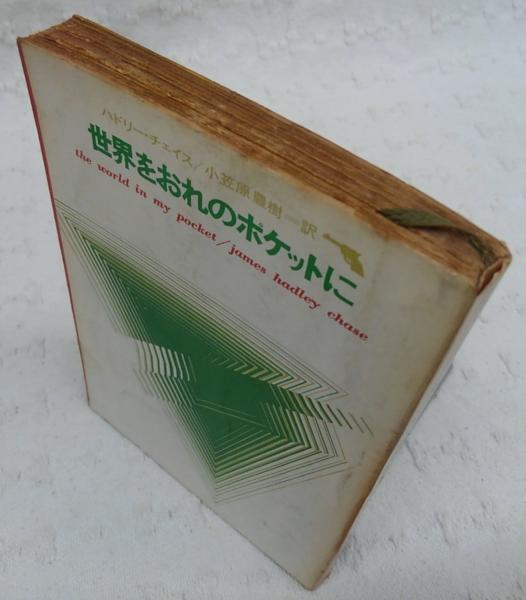 ハドリー・チェイス/小笠原豊樹=訳
世界をおれのポケットに
the world in my pocket/james hadley chase